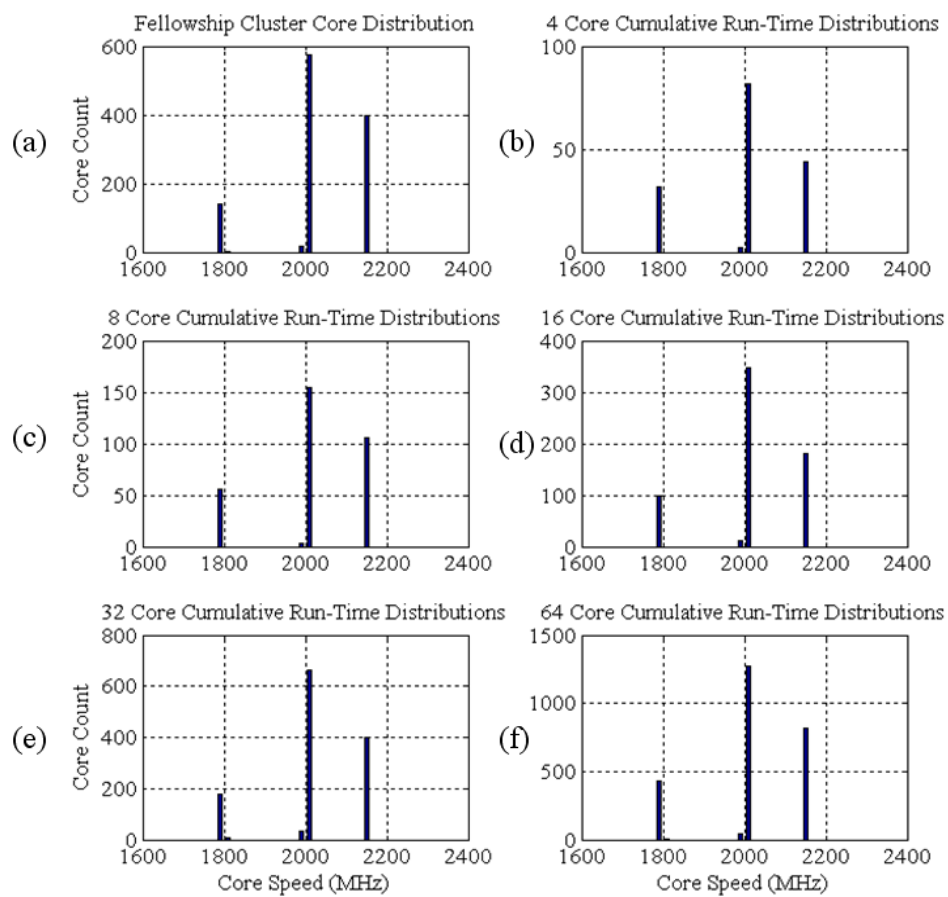 Fellowship Cluster Core Distribution
4 Core Cumulative Run-Time Distributions
(a)
Core Count
600
400
200
0
1600 1800 2000 2200 2400
(b)
100
50
0
1600 1800 2000 2200 2400
8 Core Cumulative Run-Time Distributions
16 Core Cumulative Run-Time Distributions
(c)
Core Count
200
150
100
50
0
1600 1800 2000 2200 2400
(d)
400
300
200
100
0
1600 1800 2000 2200 2400
32 Core Cumulative Run-Time Distributions
64 Core Cumulative Run-Time Distributions
(e)
Core Count
800
600
400
200
0
1600 1800 2000 2200 2400
Core Speed (MHz)
(f)
1500
1000
500
0
1600 1800 2000 2200 2400
Core Speed (MHz)